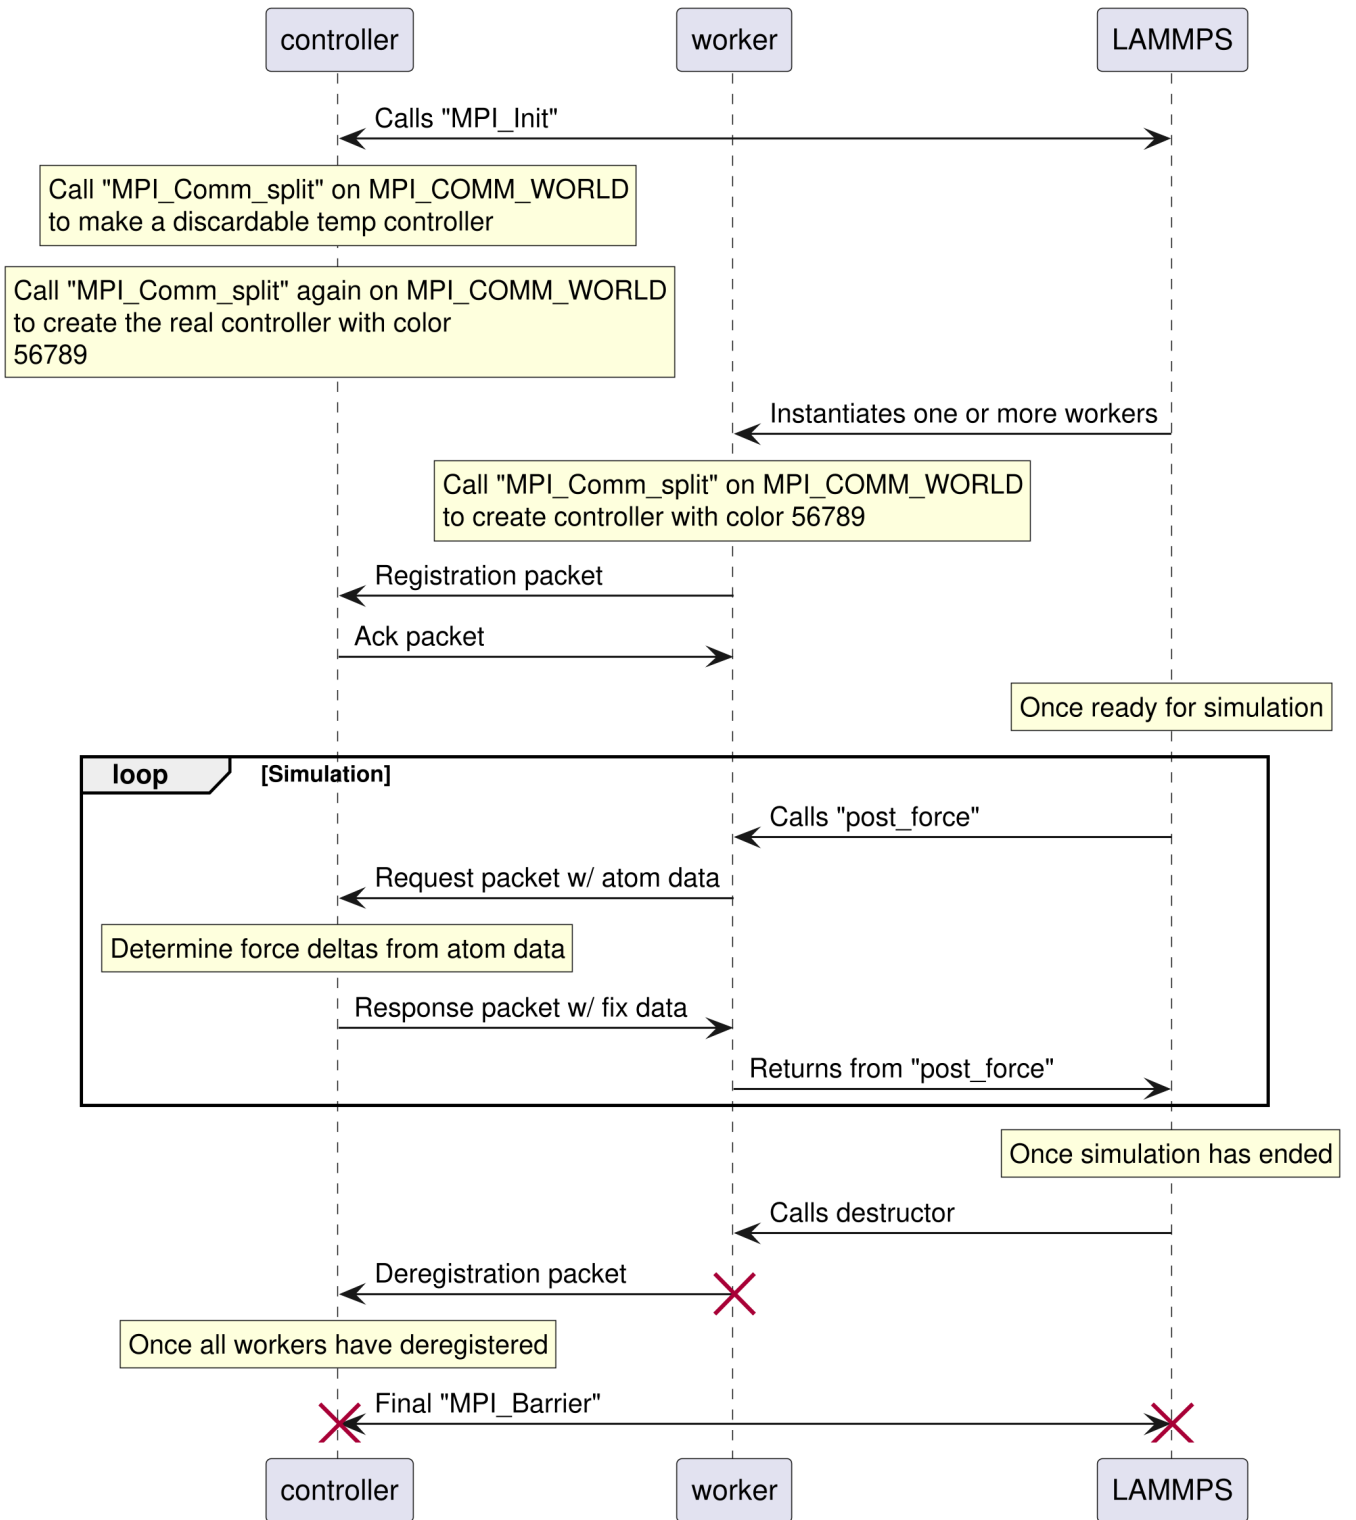 controller
worker
LAMMPS
Calls "MPI_Init"
Call "MPI_Comm_split" on MPI_COMM_WORLD
to make a discardable temp controller
Call "MPI_Comm_split" again on MPI_COMM_WORLD
to create the real controller with color
56789
Instantiates one or more workers
Call "MPI_Comm_split" on MPI_COMM_WORLD
to create controller with color 56789
Registration packet
Ack packet
Once ready for simulation
loop
[Simulation]
Calls "post_force"
Request packet w/ atom data
Determine force deltas from atom data
Response packet w/ fix data
Returns from "post_force"
Once simulation has ended
Calls destructor
Deregistration packet
Once all workers have deregistered
Final "MPI_Barrier"
controller
worker
LAMMPS